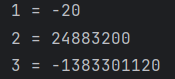 1 = -20
2 = 24883200
3 = -1383301120